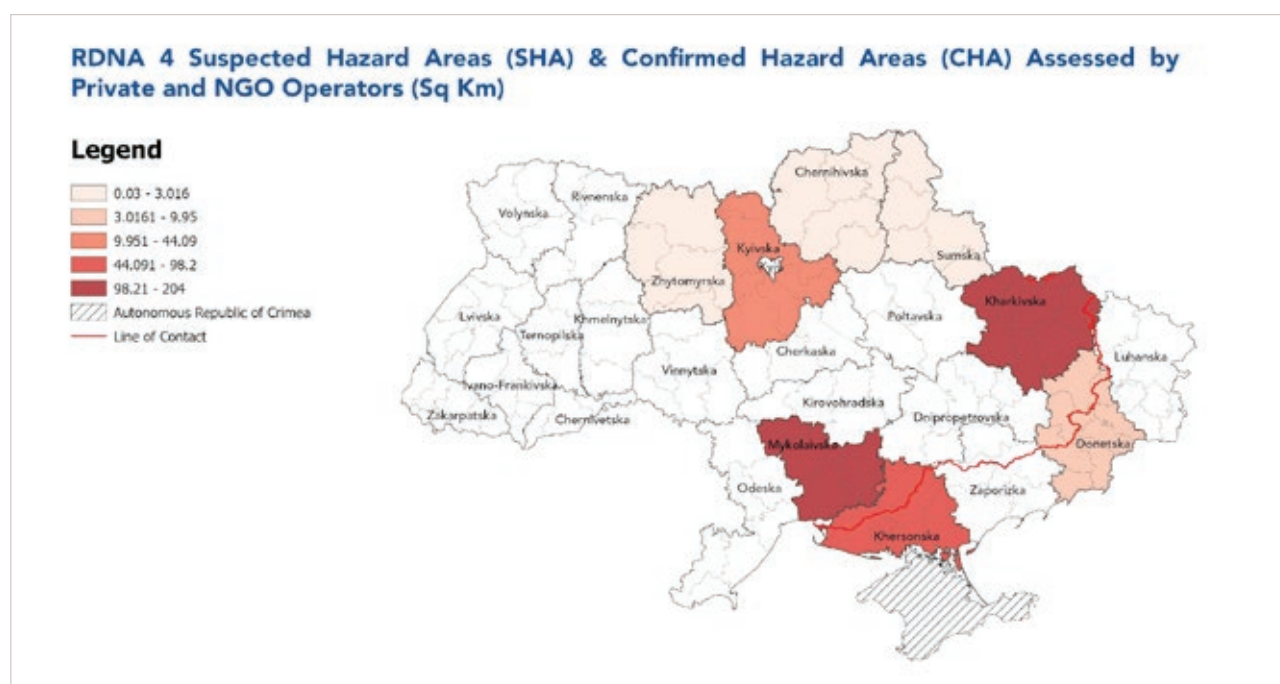 RDNA 4 Suspected Hazard Areas (SHA) & Confirmed Hazard Areas (CHA) Assessed by
Private and NGO Operators (Sq Km)
Legend
0.03 - 3.016
3.0161 - 9.95
9.951 - 44.09
44.091 - 98.2
98.21 - 204
Autonomous Republic of Crimea
Line of Contact
Chernihivska
Rivnenska
Volynska
Kyivska
Sumska
Kyiv
Zhytomyrska
Kharkivska
Lvivska
Khmelnytska
Poltavska
Ternopilska
Cherkaska
Luhanska
Vinnytska
Ivano-Frankivska
Kirovohradska
Zakarpatska
Chernivetska
Dnipropetrovska
Mykolaivska
Donetska
Odeska
Zaporizka
Khersonska